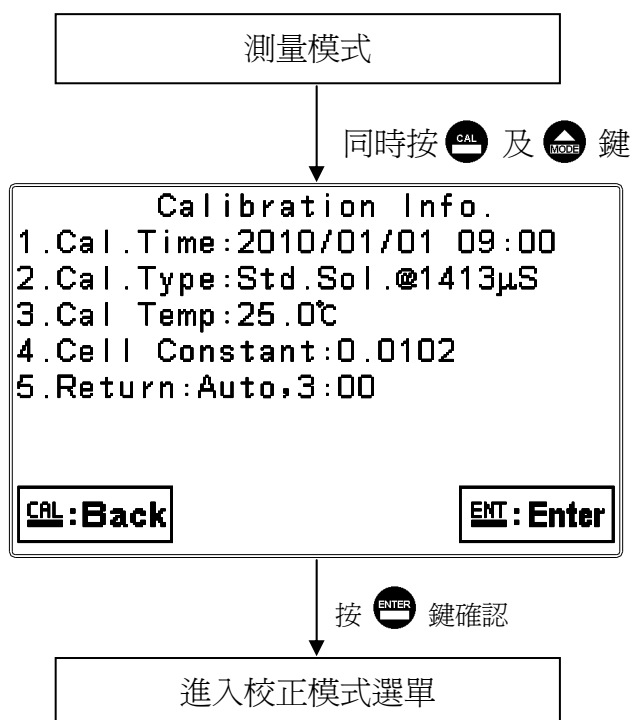 測量模式
同時按 CAL 及 MODE 鍵
Calibration Info.
1.Cal.Time:2010/01/01 09:00
2.Cal.Type:Std.Sol.@1413µS
3.Cal Temp:25.0℃
4.Cell Constant:0.0102
5.Return:Auto,3:00
CAL:Back
ENT:Enter
按 ENTER 鍵確認
進入校正模式選單